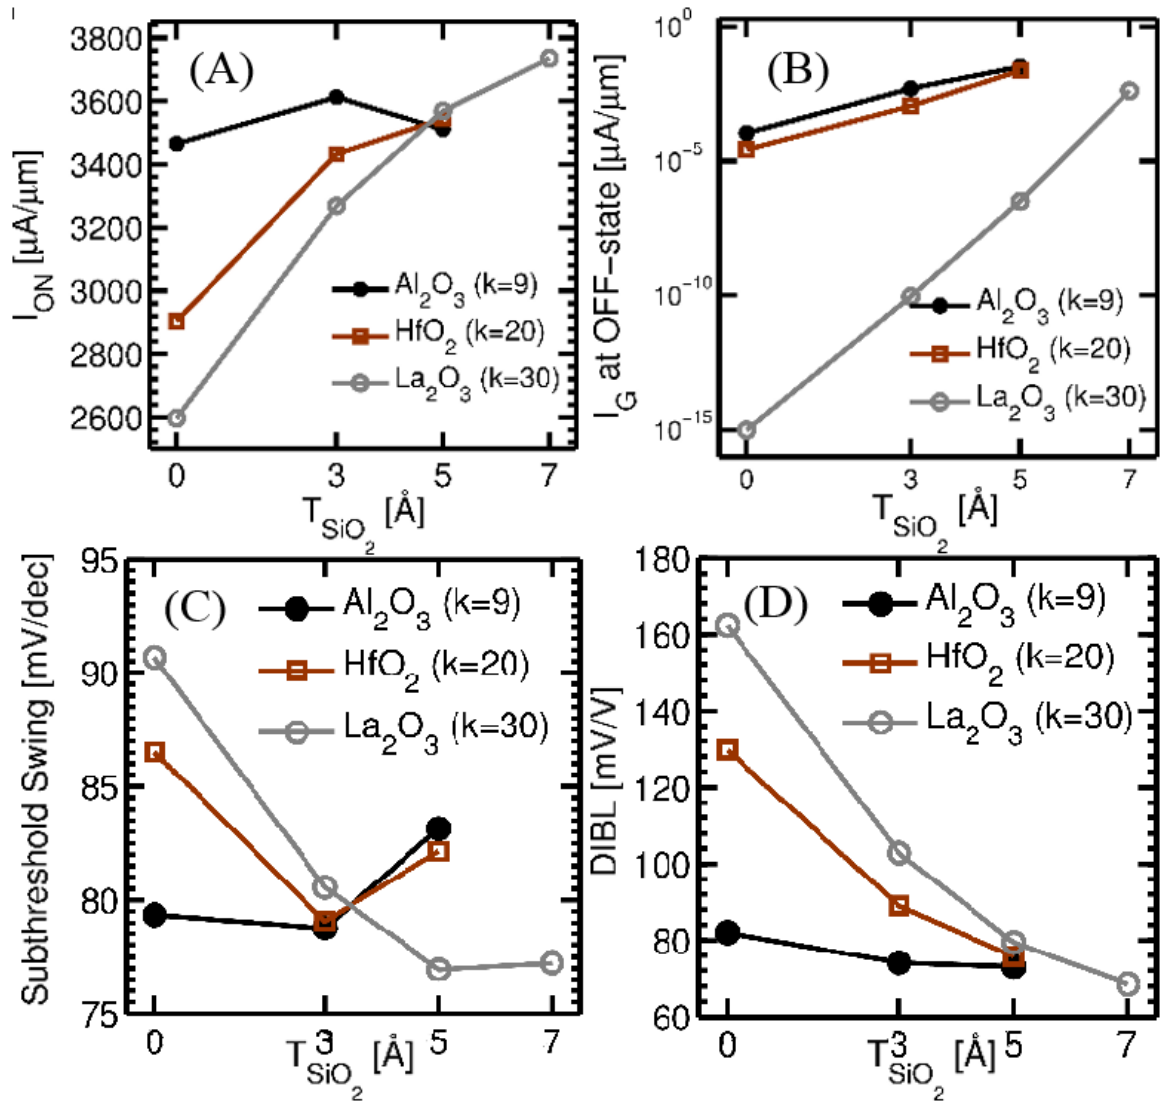 (A)
I_ON [μA/μm]
3800
3600
3400
3200
3000
2800
2600
Al₂O₃ (k=9)
HfO₂ (k=20)
La₂O₃ (k=30)
0 3 5 7
T_SiO₂ [Å]
(B)
I_G at OFF−state [μA/μm]
10⁰
10⁻⁵
10⁻¹⁰
10⁻¹⁵
Al₂O₃ (k=9)
HfO₂ (k=20)
La₂O₃ (k=30)
0 3 5 7
T_SiO₂ [Å]
(C)
Subthreshold Swing [mV/dec]
95
90
85
80
75
Al₂O₃ (k=9)
HfO₂ (k=20)
La₂O₃ (k=30)
0 3 5 7
T_SiO₂ [Å]
(D)
DIBL [mV/V]
180
160
140
120
100
80
60
Al₂O₃ (k=9)
HfO₂ (k=20)
La₂O₃ (k=30)
0 3 5 7
T_SiO₂ [Å]